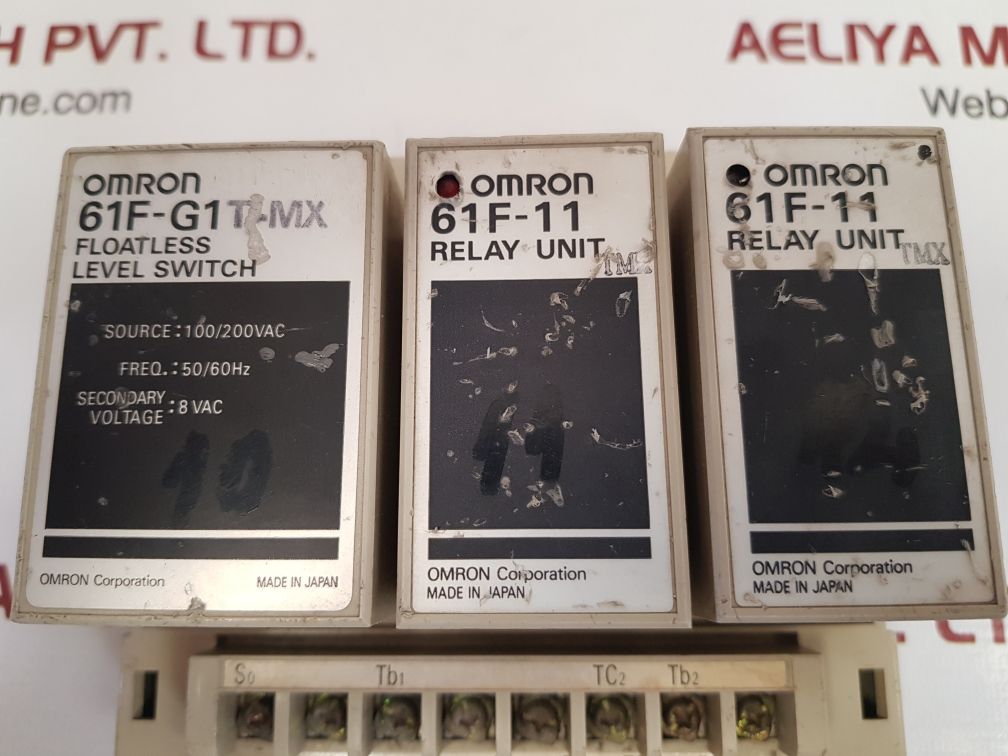 H PVT. LTD.
AELIYA M
ne.com
Web
OMRON
61F-G1T-MX
FLOATLESS
LEVEL SWITCH
SOURCE : 100/200VAC
FREQ. : 50/60Hz
SECONDARY
VOLTAGE : 8 VAC
10
OMRON Corporation
MADE IN JAPAN
OMRON
61F-11
RELAY UNIT
TMX
11
OMRON Corporation
MADE IN JAPAN
OMRON
61F-11
RELAY UNIT
TMX
OMRON Corporation
MADE IN JAPAN
S0 Tb1 TC2 Tb2